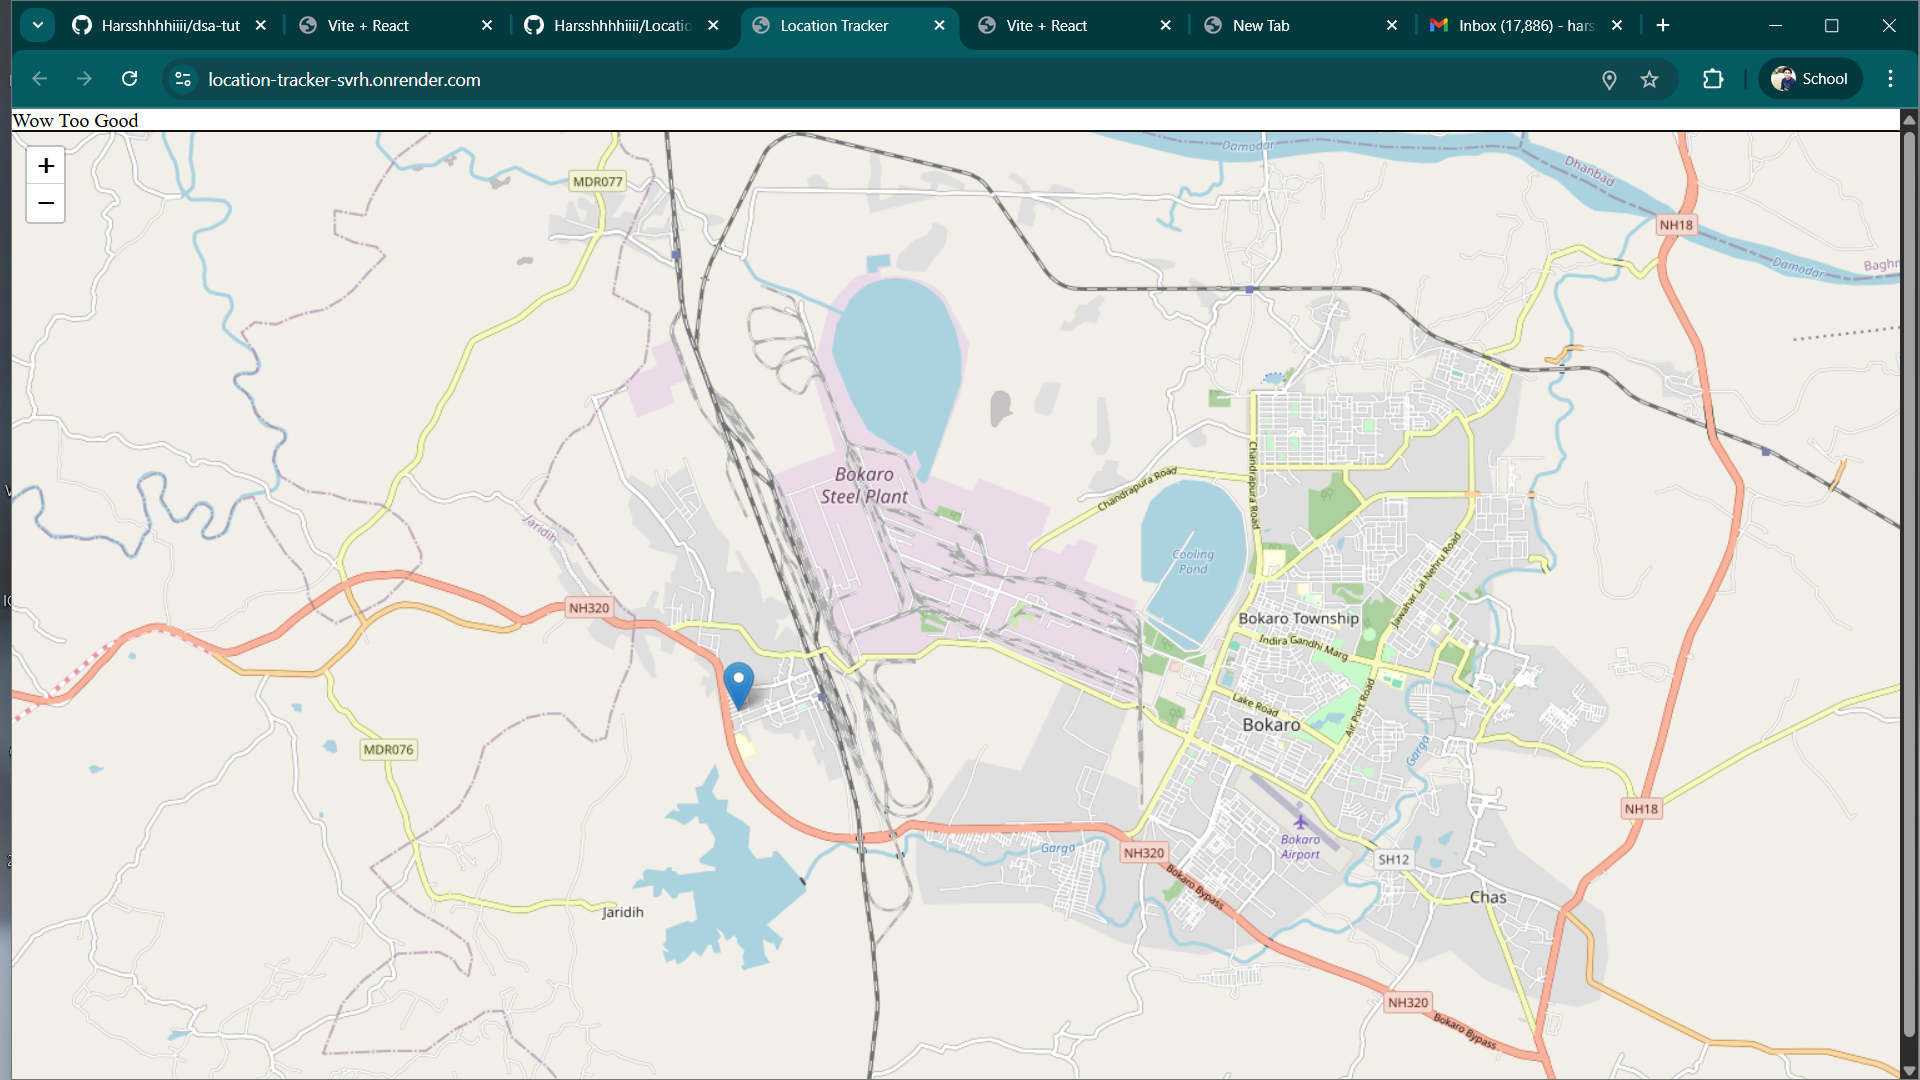 Harsshhhhiiii/dsa-tut
Vite + React
Harsshhhhiiii/Locatio
Location Tracker
Vite + React
New Tab
Inbox (17,886) - hars
location-tracker-svrh.onrender.com
School
Wow Too Good
+
−
MDR077
Damodar
Dhanbad
NH18
Damodar
Baghm
Bokaro
Steel Plant
Chandrapura Road
Chandrapura Road
Jaridih
Cooling
Pond
Jawahar Lal Nehru Road
NH320
Bokaro Township
Indira Gandhi Marg
Lake Road
Air Port Road
Bokaro
MDR076
Garga
NH18
Bokaro
Airport
Garga
NH320
SH12
Bokaro Bypass
Chas
Jaridih
NH320
Bokaro Bypass